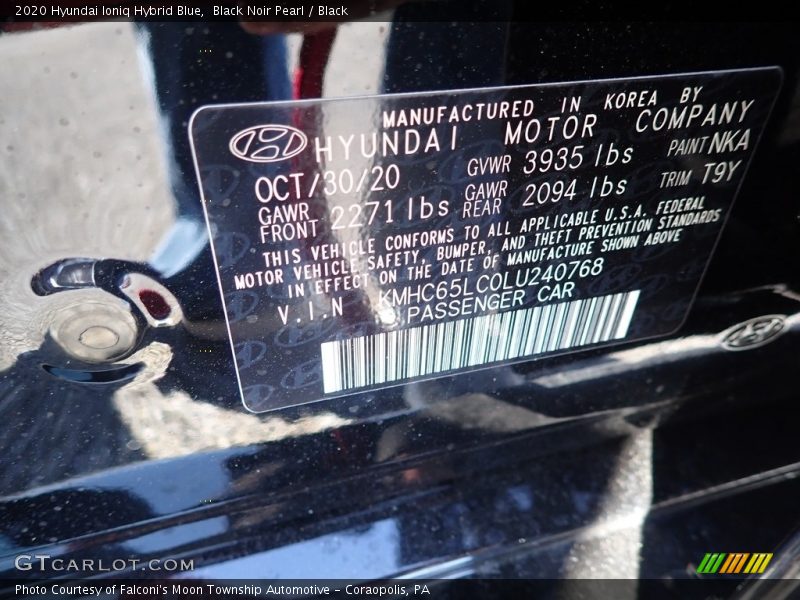 2020 Hyundai Ioniq Hybrid Blue, Black Noir Pearl / Black
MANUFACTURED IN KOREA BY
HYUNDAI MOTOR COMPANY
OCT/30/20 GVWR 3935 lbs PAINT NKA
GAWR FRONT 2271 lbs GAWR REAR 2094 lbs TRIM T9Y
THIS VEHICLE CONFORMS TO ALL APPLICABLE U.S.A. FEDERAL
MOTOR VEHICLE SAFETY, BUMPER, AND THEFT PREVENTION STANDARDS
IN EFFECT ON THE DATE OF MANUFACTURE SHOWN ABOVE
V.I.N KMHC65LC0LU240768
PASSENGER CAR
GTCARLOT.COM
Photo Courtesy of Falconi's Moon Township Automotive - Coraopolis, PA